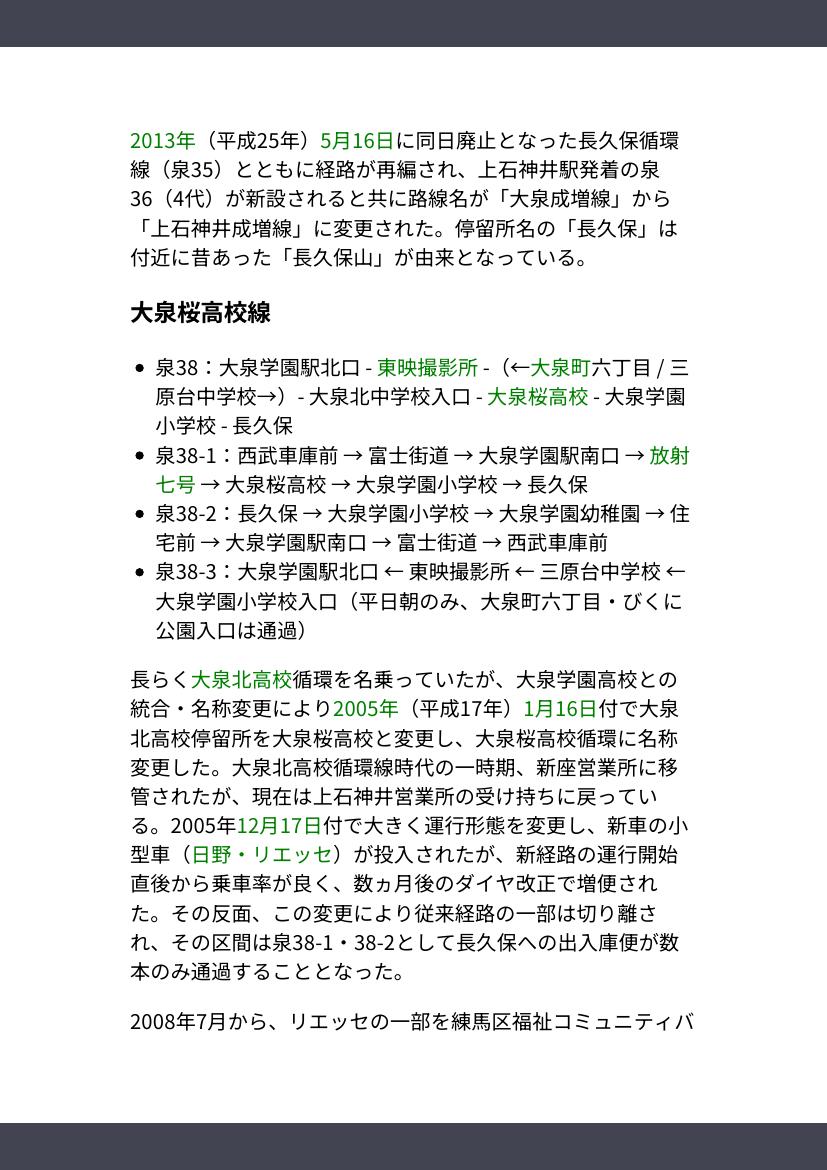 2013年（平成25年）5月16日に同日廃止となった長久保循環
線（泉35）とともに経路が再編され、上石神井駅発着の泉
36（4代）が新設されると共に路線名が「大泉成増線」から
「上石神井成増線」に変更された。停留所名の「長久保」は
付近に昔あった「長久保山」が由来となっている。
大泉桜高校線
• 泉38：大泉学園駅北口 - 東映撮影所 -（←大泉町六丁目 / 三
原台中学校→）- 大泉北中学校入口 - 大泉桜高校 - 大泉学園
小学校 - 長久保
• 泉38-1：西武車庫前 → 富士街道 → 大泉学園駅南口 → 放射
七号 → 大泉桜高校 → 大泉学園小学校 → 長久保
• 泉38-2：長久保 → 大泉学園小学校 → 大泉学園幼稚園 → 住
宅前 → 大泉学園駅南口 → 富士街道 → 西武車庫前
• 泉38-3：大泉学園駅北口 ← 東映撮影所 ← 三原台中学校 ←
大泉学園小学校入口（平日朝のみ、大泉町六丁目・びくに
公園入口は通過）
長らく大泉北高校循環を名乗っていたが、大泉学園高校との
統合・名称変更により2005年（平成17年）1月16日付で大泉
北高校停留所を大泉桜高校と変更し、大泉桜高校循環に名称
変更した。大泉北高校循環線時代の一時期、新座営業所に移
管されたが、現在は上石神井営業所の受け持ちに戻ってい
る。2005年12月17日付で大きく運行形態を変更し、新車の小
型車（日野・リエッセ）が投入されたが、新経路の運行開始
直後から乗車率が良く、数ヵ月後のダイヤ改正で増便され
た。その反面、この変更により従来経路の一部は切り離さ
れ、その区間は泉38-1・38-2として長久保への出入庫便が数
本のみ通過することとなった。
2008年7月から、リエッセの一部を練馬区福祉コミュニティバ